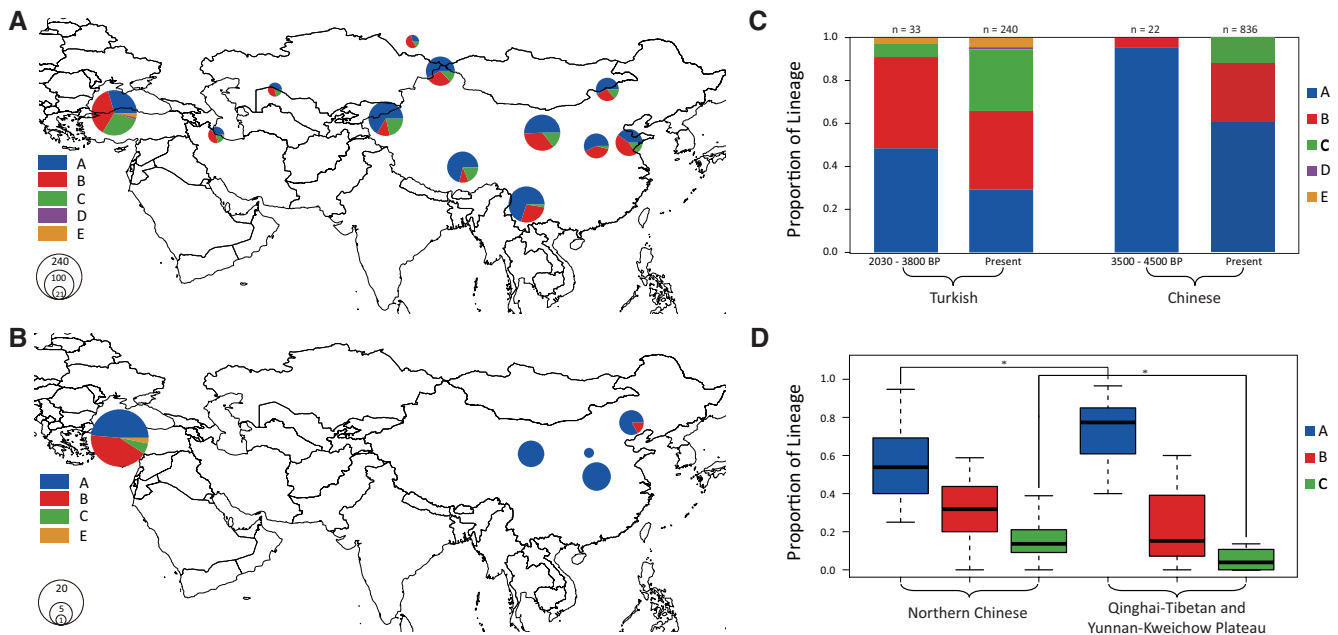 A
A
B
C
D
E
240
100
21
B
A
B
C
E
20
5
1
C
n = 33
n = 240
n = 22
n = 836
Proportion of Lineage
1.0
0.8
0.6
0.4
0.2
0.0
2030 - 3800 BP
Present
3500 - 4500 BP
Present
Turkish
Chinese
A
B
C
D
E
D
*
*
Proportion of Lineage
1.0
0.8
0.6
0.4
0.2
0.0
Northern Chinese
Qinghai-Tibetan and
Yunnan-Kweichow Plateau
A
B
C